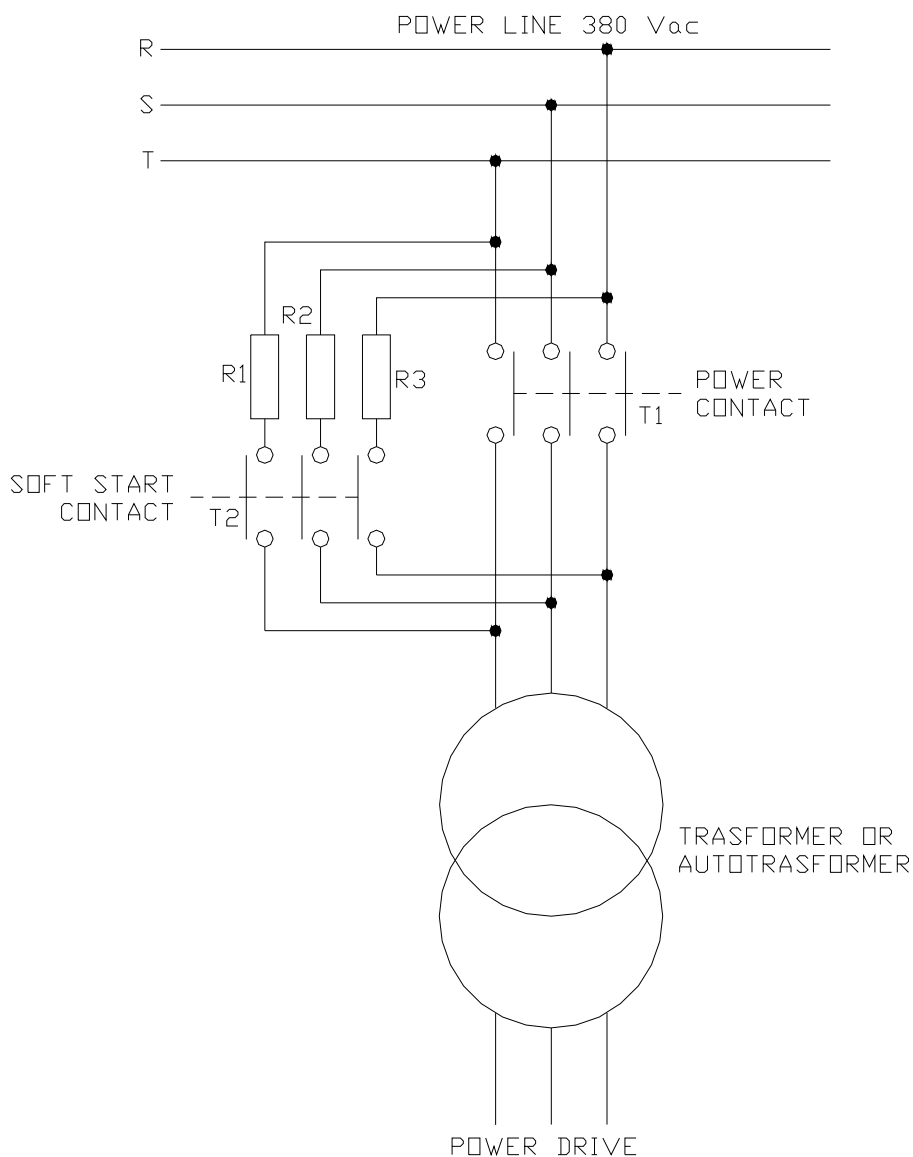 POWER LINE 380 Vac
R
S
T
R2
R1
R3
POWER
CONTACT
T1
SOFT START
CONTACT
T2
TRASFORMER OR
AUTOTRASFORMER
POWER DRIVE